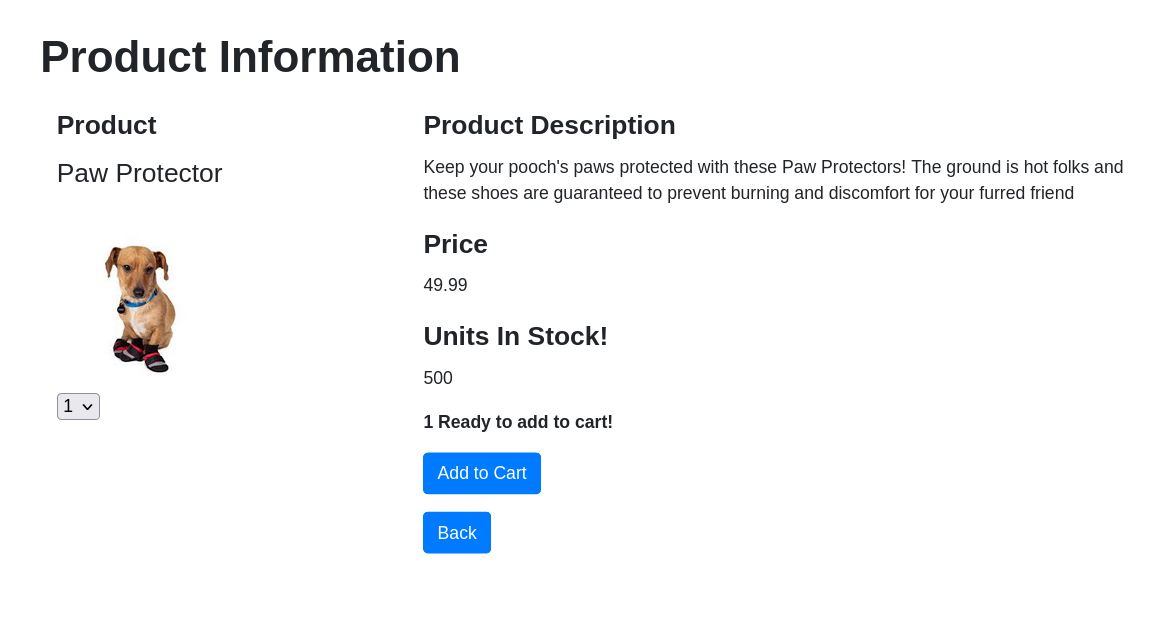 Product Information
Product
Paw Protector
1
Product Description
Keep your pooch's paws protected with these Paw Protectors! The ground is hot folks and
these shoes are guaranteed to prevent burning and discomfort for your furred friend
Price
49.99
Units In Stock!
500
1 Ready to add to cart!
Add to Cart
Back